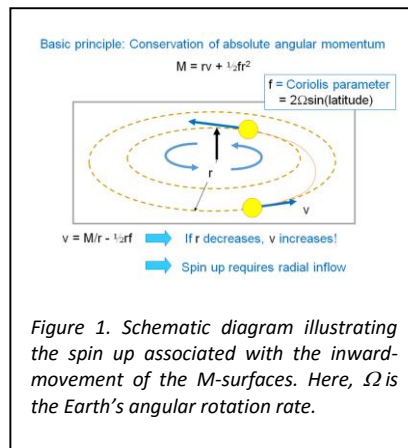 Basic principle: Conservation of absolute angular momentum
M = rv + ½fr²
f = Coriolis parameter
= 2Ωsin(latitude)
r
v
v = M/r - ½rf
If r decreases, v increases!
Spin up requires radial inflow
Figure 1. Schematic diagram illustrating
the spin up associated with the inward-
movement of the M-surfaces. Here, Ω is
the Earth's angular rotation rate.